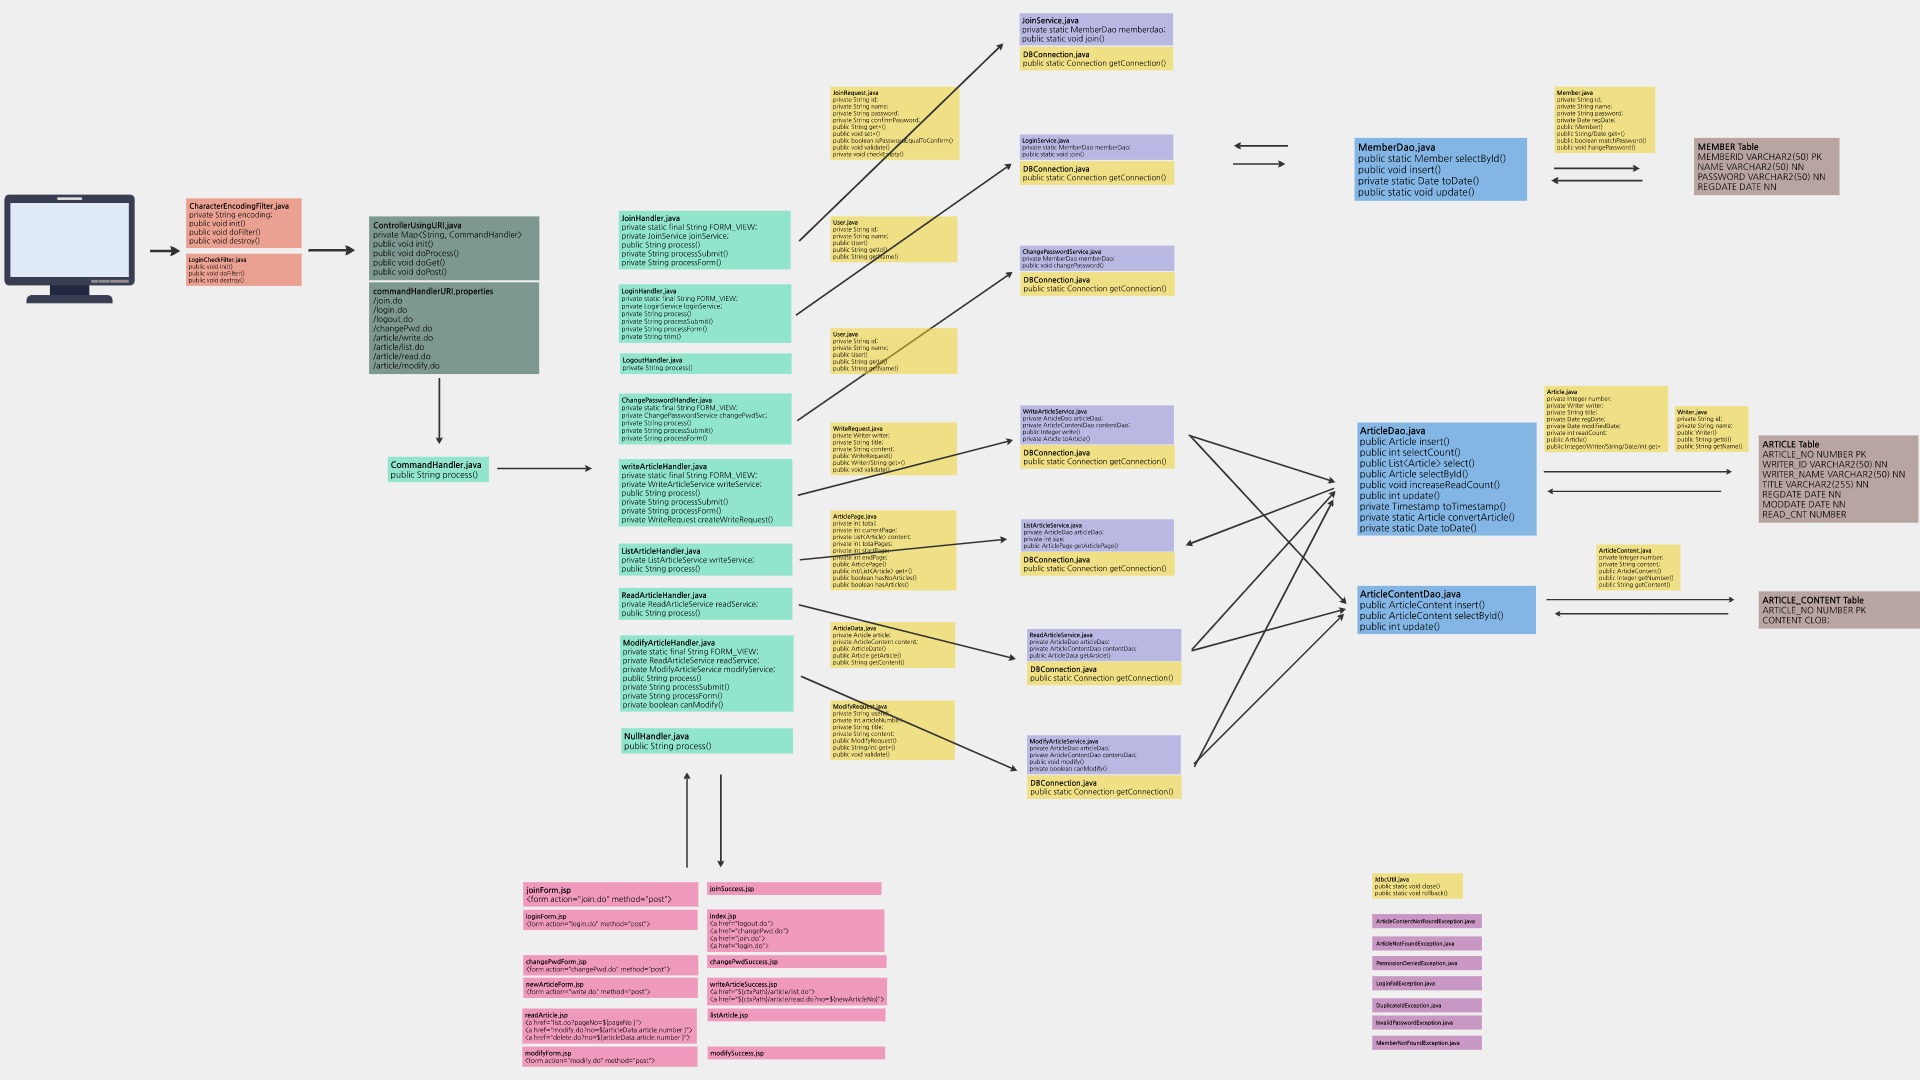 CharacterEncodingFilter.java
private String encoding;
public void init()
public void doFilter()
public void destroy()
LoginCheckFilter.java
public void init()
public void doFilter()
public void destroy()
ControllerUsingURI.java
private Map<String, CommandHandler>
public void init()
public void doProcess()
public void doGet()
public void doPost()
commandHandlerURI.properties
/join.do
/login.do
/logout.do
/changePwd.do
/article/write.do
/article/list.do
/article/read.do
/article/modify.do
CommandHandler.java
public String process()
JoinHandler.java
private static final String FORM_VIEW;
private JoinService joinService;
public String process()
private String processSubmit()
private String processForm()
LoginHandler.java
private static final String FORM_VIEW;
private LoginService loginService;
private String process()
private String processSubmit()
private String processForm()
private String trim()
LogoutHandler.java
private String process()
ChangePasswordHandler.java
private static final String FORM_VIEW;
private ChangePasswordService changePwdSvc;
private String process()
private String processSubmit()
private String processForm()
writeArticleHandler.java
private static final String FORM_VIEW;
private WriteArticleService writeService;
public String process()
private String processSubmit()
private String processForm()
private WriteRequest createWriteRequest()
ListArticleHandler.java
private ListArticleService writeService;
public String process()
ReadArticleHandler.java
private ReadArticleService readService;
public String process()
ModifyArticleHandler.java
private static final String FORM_VIEW;
private ReadArticleService readService;
private ModifyArticleService modifyService;
public String process()
private String processSubmit()
private String processForm()
private boolean canModify()
NullHandler.java
public String process()
JoinRequest.java
private String id;
private String name;
private String password;
private String confirmPassword;
public String get*()
public void set*()
public boolean isPasswordEqualToConfirm()
public void validate()
private void checkEmpty()
User.java
private String id;
private String name;
public User()
public String getId()
public String getName()
User.java
private String id;
private String name;
public User()
public String getId()
public String getName()
WriteRequest.java
private Writer writer;
private String title;
private String content;
public WriteRequest()
public Writer/String get*()
public void validate()
ArticlePage.java
private int total;
private int currentPage;
private List<Article> content;
private int totalPages;
private int startPage;
private int endPage;
public ArticlePage()
public int/List<Article> get*()
public boolean hasNoArticles()
public boolean hasArticles()
ArticleData.java
private Article article;
private ArticleContent content;
public ArticleDate()
public Article getArticle()
public String getContent()
ModifyRequest.java
private String userId;
private int articleNumber;
private String title;
private String content;
public ModifyRequest()
public String/int get*()
public void validate()
JoinService.java
private static MemberDao memberdao;
public static void join()
DBConnection.java
public static Connection getConnection()
LoginService.java
private static MemberDao memberDao;
public static void join()
DBConnection.java
public static Connection getConnection()
ChangePasswordService.java
private MemberDao memberDao;
public void changePassword()
DBConnection.java
public static Connection getConnection()
WriteArticleService.java
private ArticleDao articleDao;
private ArticleContentDao contentDao;
public Integer write()
private Article toArticle()
DBConnection.java
public static Connection getConnection()
ListArticleService.java
private ArticleDao articleDao;
private int size;
public ArticlePage getArticlePage()
DBConnection.java
public static Connection getConnection()
ReadArticleService.java
private ArticleDao articleDao;
private ArticleContentDao contentDao;
public ArticleData getArticle()
DBConnection.java
public static Connection getConnection()
ModifyArticleService.java
private ArticleDao articleDao;
private ArticleContentDao contentDao;
public void modify()
private boolean canModify()
DBConnection.java
public static Connection getConnection()
MemberDao.java
public static Member selectById()
public void insert()
private static Date toDate()
public static void update()
Member.java
private String id;
private String name;
private String password;
private Date regDate;
public Member()
public String/Date get*()
public boolean matchPassword()
public void hangePassword()
MEMBER Table
MEMBERID VARCHAR2(50) PK
NAME VARCHAR2(50) NN
PASSWORD VARCHAR2(50) NN
REGDATE DATE NN
ArticleDao.java
public Article insert()
public int selectCount()
public List<Article> select()
public Article selectById()
public void increaseReadCount()
public int update()
private Timestamp toTimestamp()
private static Article convertArticle()
private static Date toDate()
Article.java
private Integer number;
private Writer writer;
private String title;
private Date regDate;
private Date modifiedDate;
private int readCount;
public Article()
public Integer/Writer/String/Date/int get*
Writer.java
private String id;
private String name;
public Writer()
public String getId()
public String getName()
ARTICLE Table
ARTICLE_NO NUMBER PK
WRITER_ID VARCHAR2(50) NN
WRITER_NAME VARCHAR2(50) NN
TITLE VARCHAR2(255) NN
REGDATE DATE NN
MODDATE DATE NN
READ_CNT NUMBER
ArticleContentDao.java
public ArticleContent insert()
public ArticleContent selectById()
public int update()
ArticleContent.java
private Integer number;
private String content;
public ArticleContent()
public Integer getNumber()
public String getContent()
ARTICLE_CONTENT Table
ARTICLE_NO NUMBER PK
CONTENT CLOB;
joinForm.jsp
<form action="join.do" method="post">
loginForm.jsp
<form action="login.do" method="post">
changePwdForm.jsp
<form action="changePwd.do" method="post">
newArticleForm.jsp
<form action="write.do" method="post">
readArticle.jsp
<a href="list.do?pageNo=${pageNo }">
<a href="modify.do?no=${articleData.article.number }">
<a href="delete.do?no=${articleData.article.number }">
modifyForm.jsp
<form action="modify.do" method="post">
joinSuccess.jsp
index.jsp
<a href="logout.do">
<a href="changePwd.do">
<a href="join.do">
<a href="login.do">
changePwdSuccess.jsp
writeArticleSuccess.jsp
<a href="${ctxPath}/article/list.do">
<a href="${ctxPath}/article/read.do?no=${newArticleNo}">
listArticle.jsp
modifySuccess.jsp
JdbcUtil.java
public static void close()
public static void rollback()
ArticleContentNotFoundException.java
ArticleNotFoundException.java
PermissionDeniedException.java
LoginFailException.java
DuplicateIdException.java
InvalidPasswordException.java
MemberNotFoundException.java